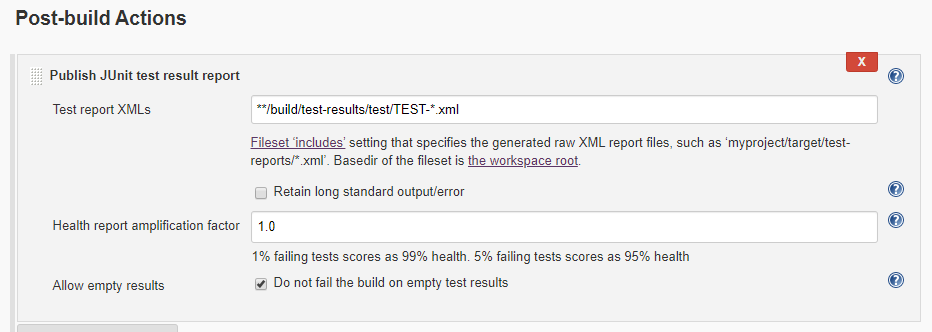 Post-build Actions
X
Publish JUnit test result report
?
Test report XMLs
**/build/test-results/test/TEST-*.xml
Fileset ‘includes’ setting that specifies the generated raw XML report files, such as ‘myproject/target/test-
reports/*.xml’. Basedir of the fileset is the workspace root.
Retain long standard output/error
?
Health report amplification factor
1.0
?
1% failing tests scores as 99% health. 5% failing tests scores as 95% health
Allow empty results
Do not fail the build on empty test results
?